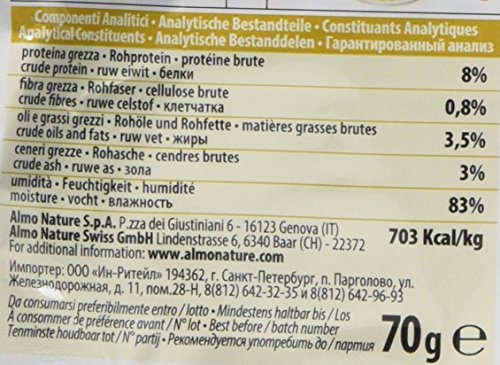 Componenti Analitici • Analytische Bestandteile • Constituants Analytiques
Analytical Constituents • Analytische Bestanddelen • Гарантированный анализ
proteina grezza • Rohprotein • protéine brute
crude protein • ruw eiwit • белки 8%
fibra grezza • Rohfaser • cellulose brute
crude fibres • ruwe celstof • клетчатка 0,8%
oli e grassi grezzi • Rohöle und Rohfette • matières grasses brutes
crude oils and fats • ruw vet • жиры 3,5%
ceneri grezze • Rohasche • cendres brutes
crude ash • ruwe as • зола 3%
umidità • Feuchtigkeit • humidité
moisture • vocht • влажность 83%
Almo Nature S.p.A. P.zza dei Giustiniani 6 - 16123 Genova (IT)
Almo Nature Swiss GmbH Lindenstrasse 6, 6340 Baar (CH) - 22372 703 Kcal/kg
For additional information: www.almonature.com
Импортер: ООО «Ин-Ритейл» 194362, г. Санкт-Петербург, п. Парголово, ул.
Железнодорожная, д. 11, пом.28-Н, 8(812) 642-32-35 и 8(812) 642-96-93
Da consumarsi preferibilmente entro / lotto • Mindestens haltbar bis / Los
A consommer de préférence avant / N° lot • Best before / batch number
Tenminste houdbaar tot / N° partij • Рекомендуется употребить до / партия 70g e